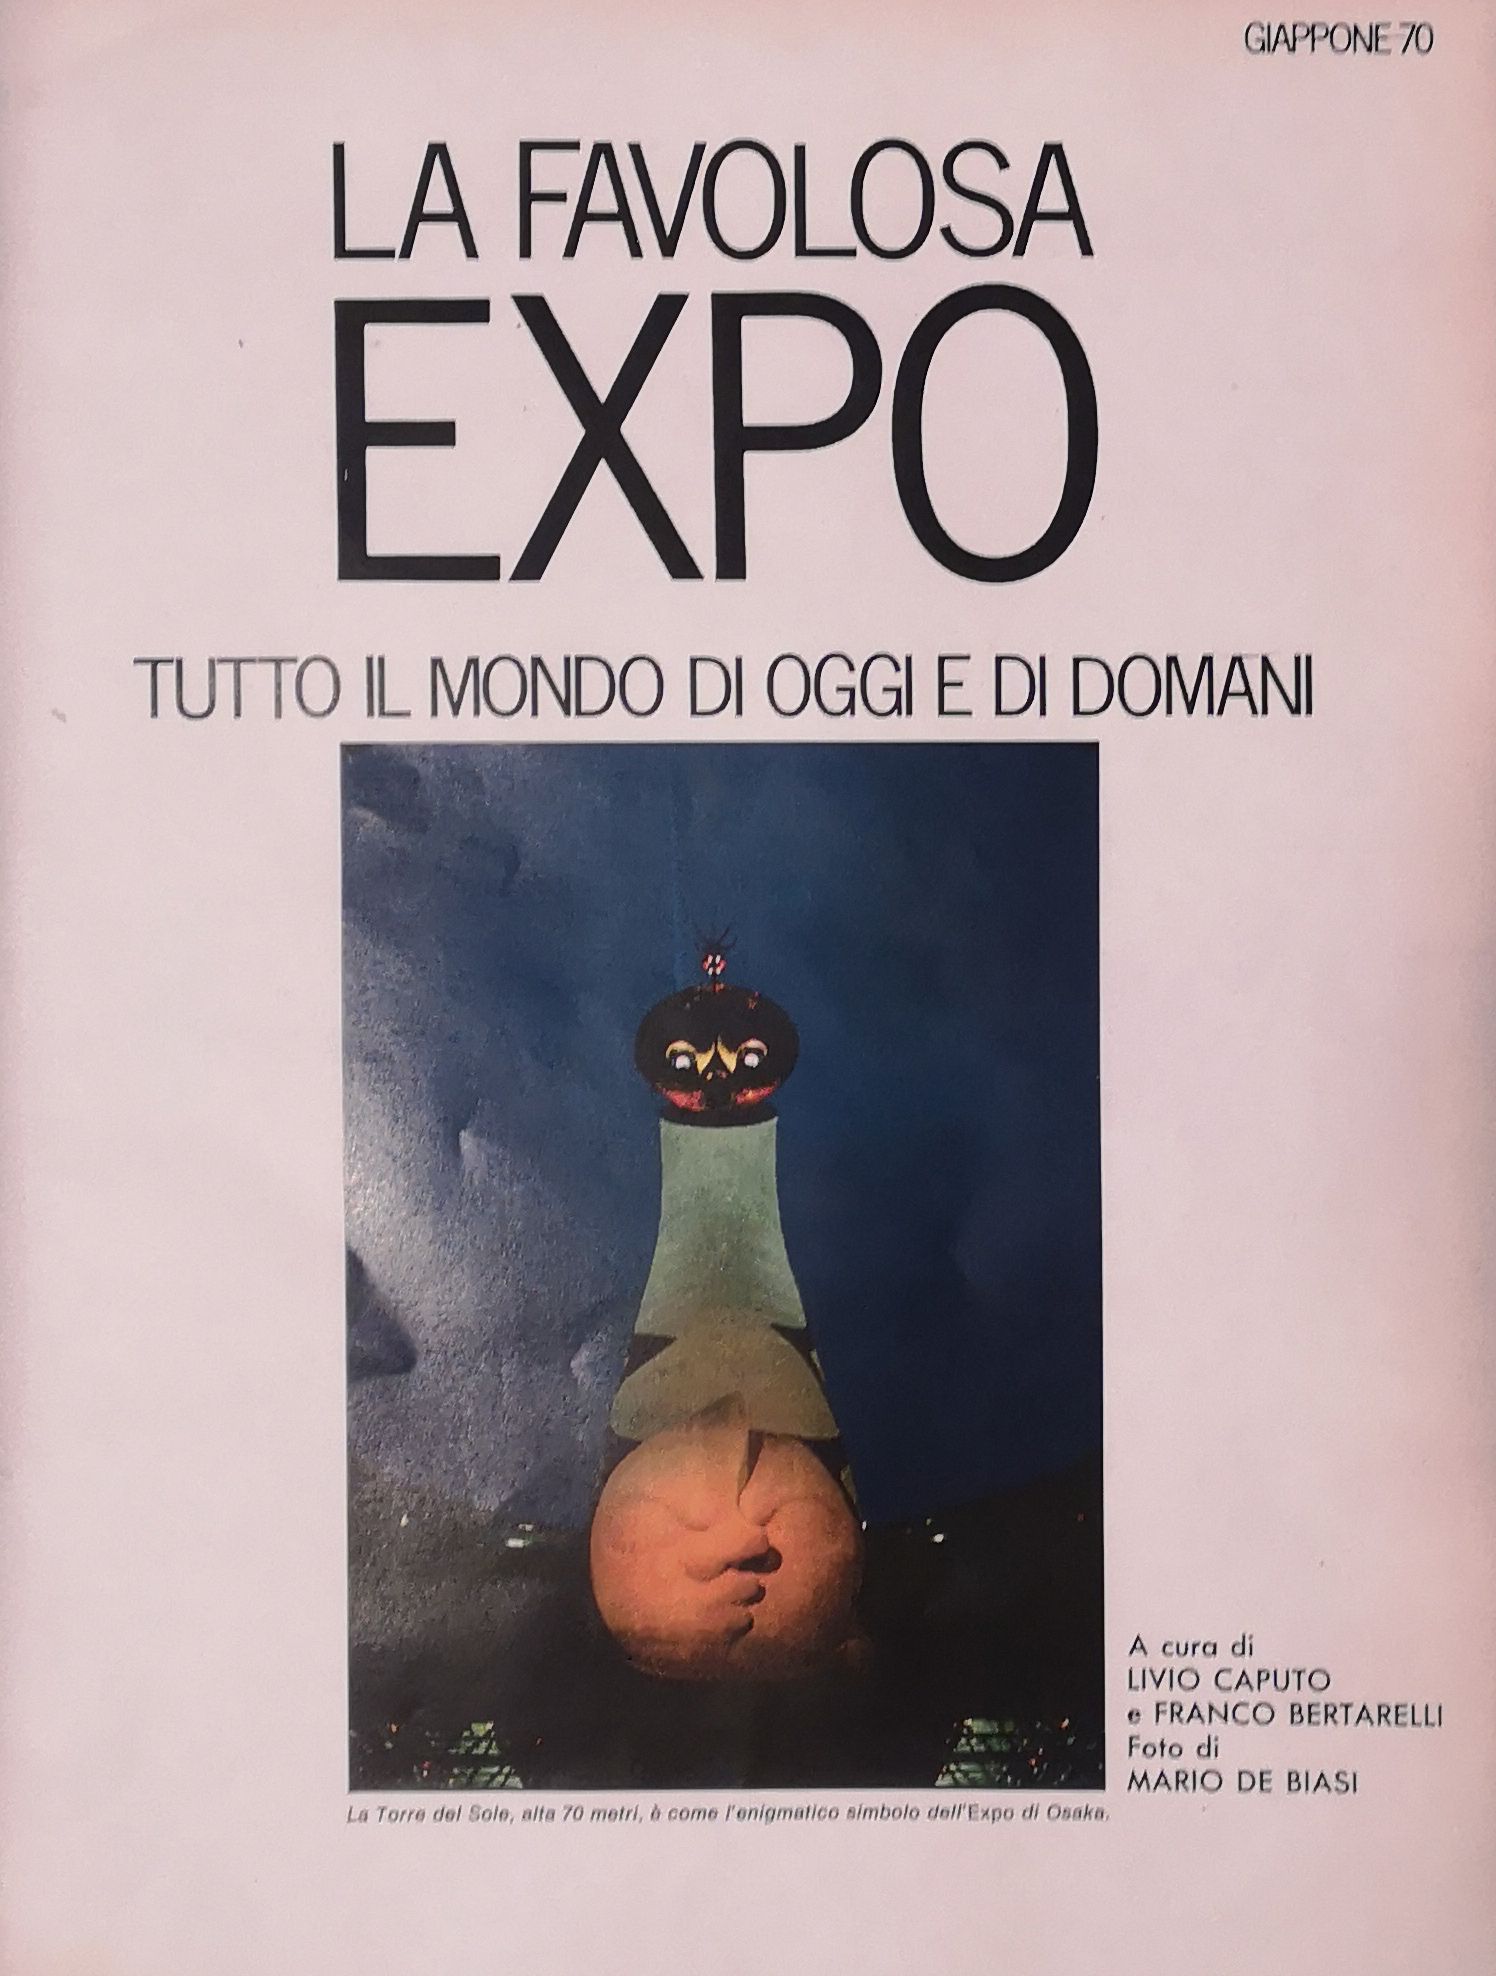 GIAPPONE 70
LA FAVOLOSA
EXPO
TUTTO IL MONDO DI OGGI E DI DOMANI
A cura di
LIVIO CAPUTO
e FRANCO BERTARELLI
Foto di
MARIO DE BIASI
La Torre del Sole, alta 70 metri, è come l'enigmatico simbolo dell'Expo di Osaka.